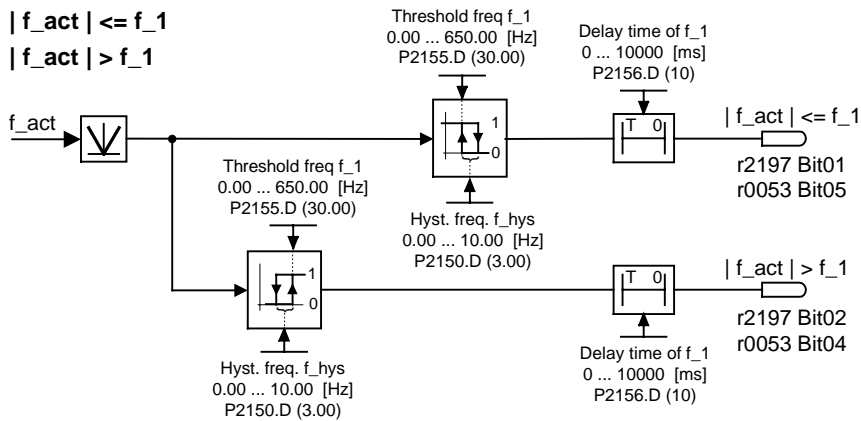 | f_act | <= f_1
| f_act | > f_1
Threshold freq f_1
0.00 ... 650.00 [Hz]
P2155.D (30.00)
Delay time of f_1
0 ... 10000 [ms]
P2156.D (10)
f_act
1
0
T 0
| f_act | <= f_1
r2197 Bit01
r0053 Bit05
Threshold freq f_1
0.00 ... 650.00 [Hz]
P2155.D (30.00)
Hyst. freq. f_hys
0.00 ... 10.00 [Hz]
P2150.D (3.00)
1
0
T 0
| f_act | > f_1
r2197 Bit02
r0053 Bit04
Hyst. freq. f_hys
0.00 ... 10.00 [Hz]
P2150.D (3.00)
Delay time of f_1
0 ... 10000 [ms]
P2156.D (10)